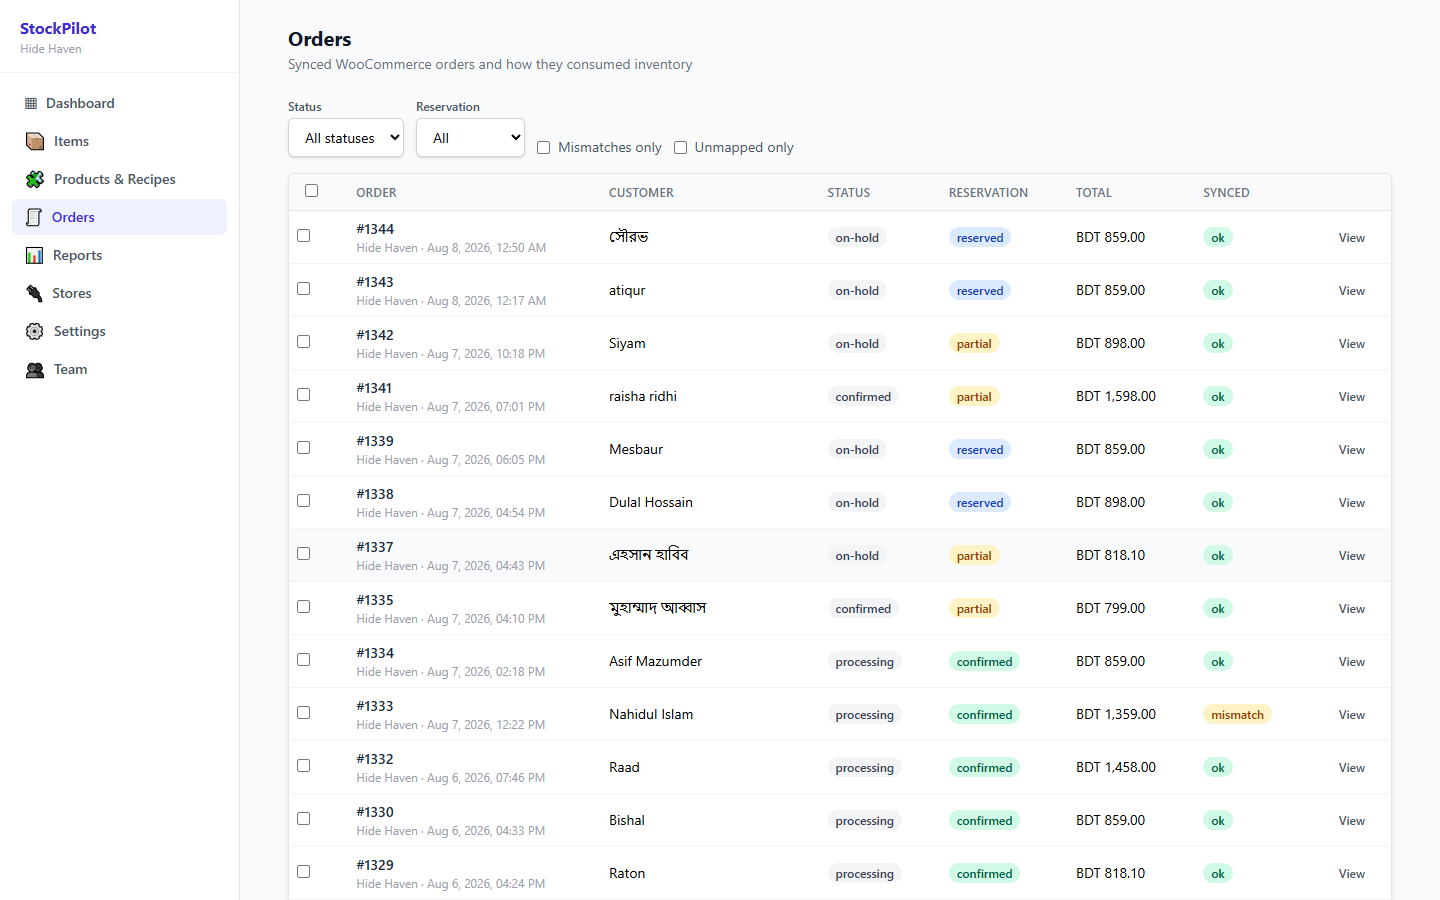 StockPilot
Hide Haven
Dashboard
Items
Products & Recipes
Orders
Reports
Stores
Settings
Team
Orders
Synced WooCommerce orders and how they consumed inventory
Status Reservation
All statuses All Mismatches only Unmapped only
ORDER CUSTOMER STATUS RESERVATION TOTAL SYNCED
#1344
Hide Haven · Aug 8, 2026, 12:50 AM সৌরভ on-hold reserved BDT 859.00 ok View
#1343
Hide Haven · Aug 8, 2026, 12:17 AM atiqur on-hold reserved BDT 859.00 ok View
#1342
Hide Haven · Aug 7, 2026, 10:18 PM Siyam on-hold partial BDT 898.00 ok View
#1341
Hide Haven · Aug 7, 2026, 07:01 PM raisha ridhi confirmed partial BDT 1,598.00 ok View
#1339
Hide Haven · Aug 7, 2026, 06:05 PM Mesbaur on-hold reserved BDT 859.00 ok View
#1338
Hide Haven · Aug 7, 2026, 04:54 PM Dulal Hossain on-hold reserved BDT 898.00 ok View
#1337
Hide Haven · Aug 7, 2026, 04:43 PM এহসান হাবিব on-hold partial BDT 818.10 ok View
#1335
Hide Haven · Aug 7, 2026, 04:10 PM মুহাম্মাদ আব্বাস confirmed partial BDT 799.00 ok View
#1334
Hide Haven · Aug 7, 2026, 02:18 PM Asif Mazumder processing confirmed BDT 859.00 ok View
#1333
Hide Haven · Aug 7, 2026, 12:22 PM Nahidul Islam processing confirmed BDT 1,359.00 mismatch View
#1332
Hide Haven · Aug 6, 2026, 07:46 PM Raad processing confirmed BDT 1,458.00 ok View
#1330
Hide Haven · Aug 6, 2026, 04:33 PM Bishal processing confirmed BDT 859.00 ok View
#1329
Hide Haven · Aug 6, 2026, 04:24 PM Raton processing confirmed BDT 818.10 ok View